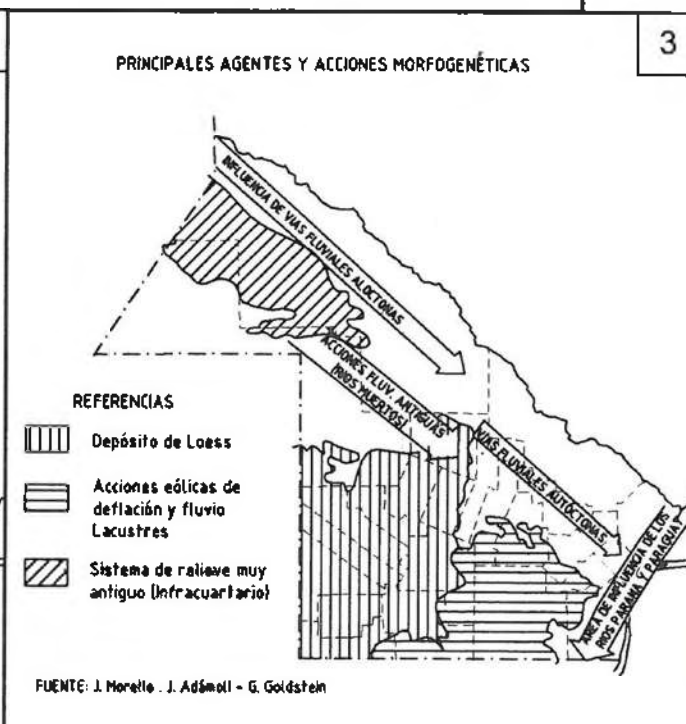 3
PRINCIPALES AGENTES Y ACCIONES MORFOGENÉTICAS
INFLUENCIA DE VIAS FLUVIALES ALOCTONAS
ACCIONES FLUV. ANTIGUAS
(RIOS MUERTOS)
VIAS FLUVIALES AUTÓCTONAS
AREA DE INFLUENCIA DE LOS
RIOS PARANA Y PARAGUAY
REFERENCIAS
Depósito de Loess
Acciones eólicas de
deflación y fluvio
Lacustres
Sistema de relieve muy
antiguo (Infracuartario)
FUENTE: J. Morello . J. Adámoli - G. Goldstein